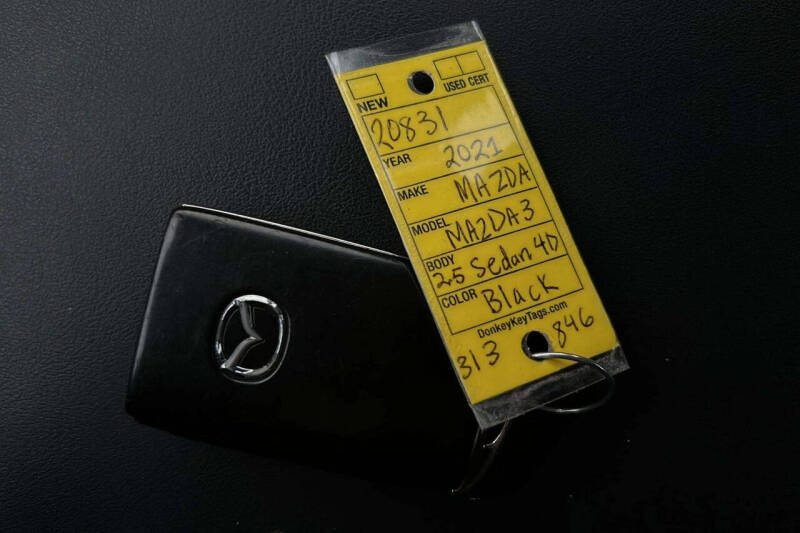 NEW USED CERT
20831
YEAR 2021
MAKE MAZDA
MODEL MAZDA3
BODY 2.5 Sedan 4D
COLOR Black
DonkeyKeyTags.com
313 846